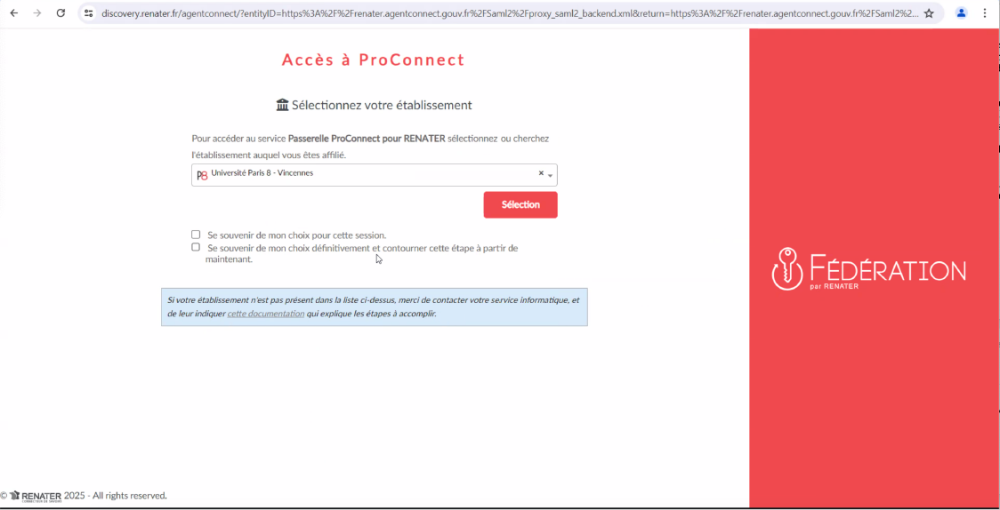 discovery.renater.fr/agentconnect/?entityID=https%3A%2F%2Frenater.agentconnect.gouv.fr%2FSaml2%2Fproxy_saml2_backend.xml&return=https%3A%2F%2Frenater.agentconnect.gouv.fr%2FSaml2%2...
Accès à ProConnect
Sélectionnez votre établissement
Pour accéder au service Passerelle ProConnect pour RENATER sélectionnez ou cherchez
l'établissement auquel vous êtes affilié.
P8 Université Paris 8 - Vincennes
Sélection
Se souvenir de mon choix pour cette session.
Se souvenir de mon choix définitivement et contourner cette étape à partir de
maintenant.
Si votre établissement n'est pas présent dans la liste ci-dessus, merci de contacter votre service informatique, et
de leur indiquer cette documentation qui explique les étapes à accomplir.
FÉDÉRATION
par RENATER
© RENATER 2025 - All rights reserved.